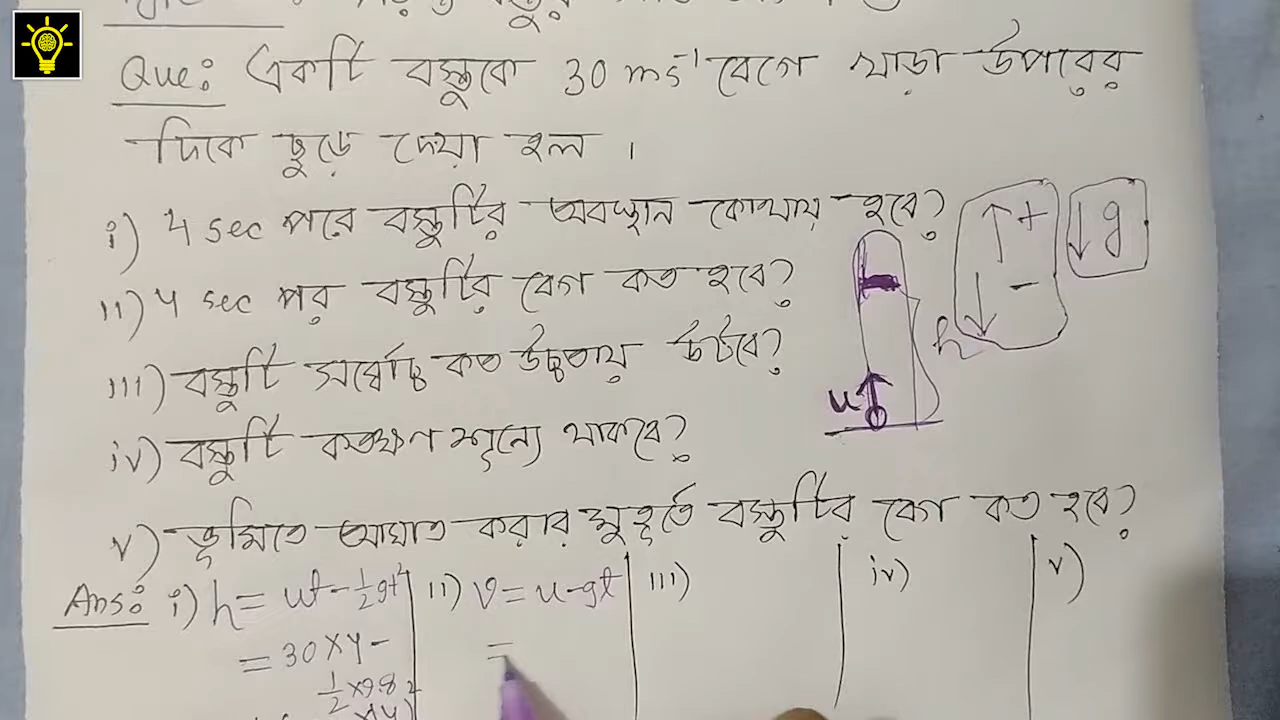 Que: একটি বস্তুকে 30 ms⁻¹ বেগে খাড়া উপরের
দিকে ছুড়ে দেয়া হল ।
i) 4 sec পরে বস্তুটির অবস্থান কোথায় হবে?
ii) 4 sec পর বস্তুটির বেগ কত হবে?
iii) বস্তুটি সর্বোচ্চ কত উচ্চতায় উঠবে?
iv) বস্তুটি কতক্ষণ শূন্যে থাকবে?
v) ভূমিতে আঘাত করার মুহূর্তে বস্তুটির বেগ কত হবে?
↑ +
↓ −
↓ g
h
u
Ans: i) h = ut − ½gt²
= 30×4 −
½×9.8
ii) v = u − gt
=
iii)
iv)
v)